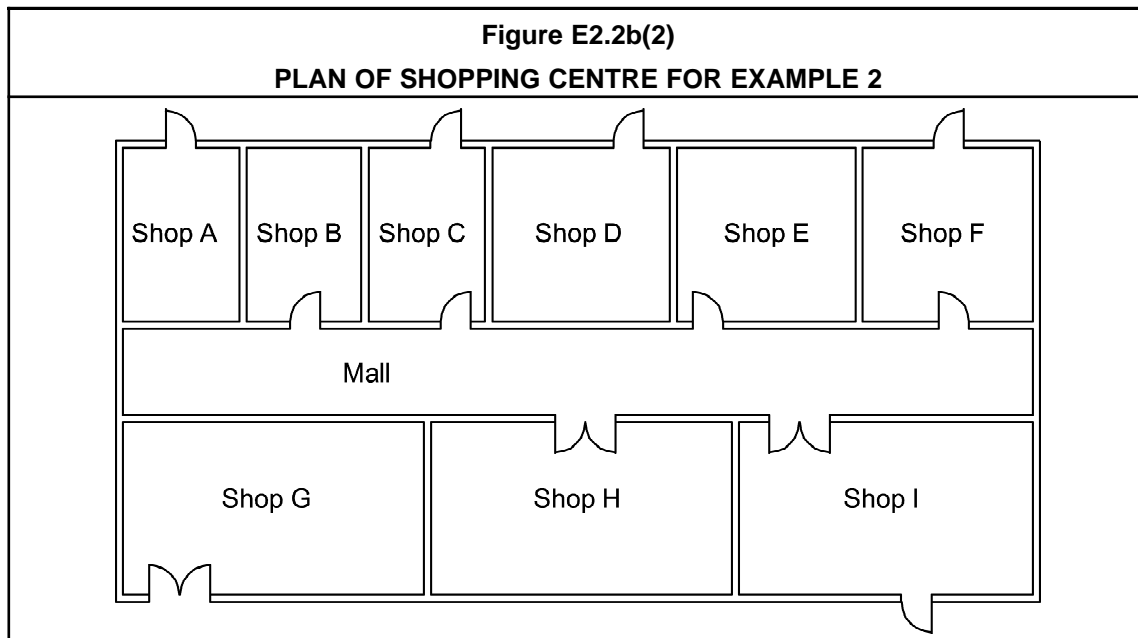 Figure E2.2b(2)
PLAN OF SHOPPING CENTRE FOR EXAMPLE 2
Shop A
Shop B
Shop C
Shop D
Shop E
Shop F
Mall
Shop G
Shop H
Shop I